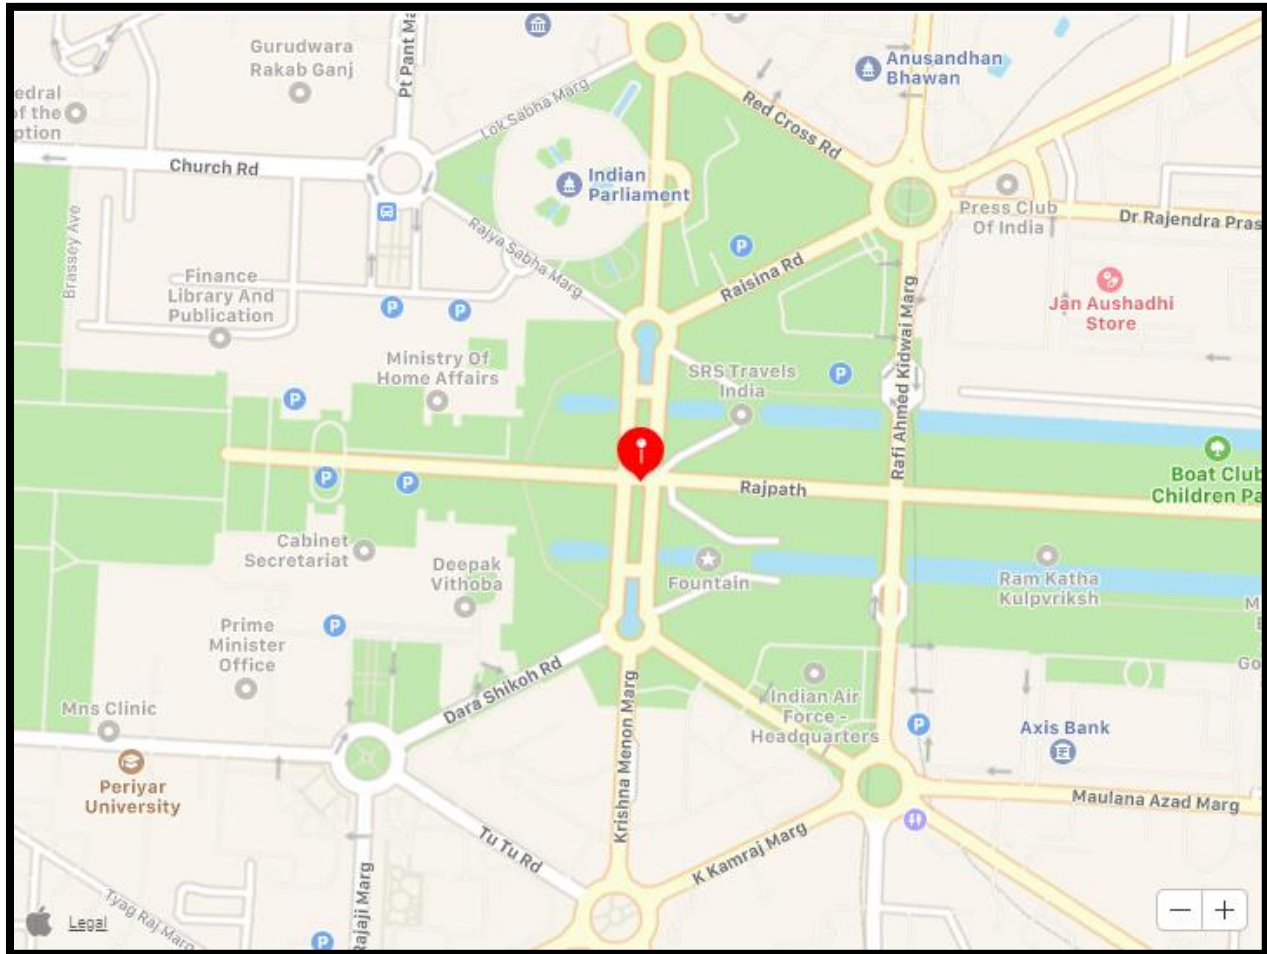 Gurudwara
Rakab Ganj
Pt Pant Ma
Anusandhan
Bhawan
edral
of the
ption
Lok Sabha Marg
Red Cross Rd
Church Rd
Indian
Parliament
Press Club
Of India
Dr Rajendra Pras
Brassey Ave
Rajya Sabha Marg
Raisina Rd
Finance
Library And
Publication
P
P
P
Rafi Ahmed Kidwai Marg
Jan Aushadhi
Store
Ministry Of
Home Affairs
SRS Travels
India
P
P
Boat Club
Children Pa
P
P
Rajpath
Cabinet
Secretariat
Deepak
Vithoba
Fountain
Ram Katha
Kulpvriksh
M
Prime
Minister
Office
P
Go
Dara Shikoh Rd
Krishna Menon Marg
Indian Air
Force -
Headquarters
Mns Clinic
P
Axis Bank
Periyar
University
Maulana Azad Marg
Tu Tu Rd
K Kamraj Marg
Rajaji Marg
Tyag Raj Marg
Legal
P